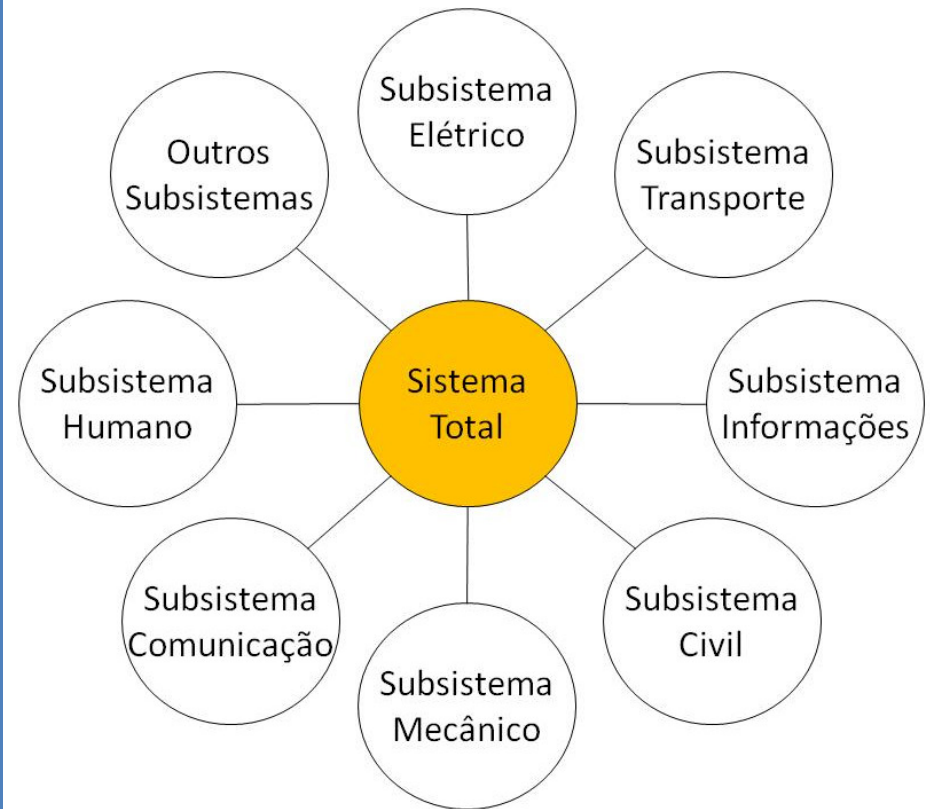 Subsistema
Elétrico
Outros
Subsistemas
Subsistema
Transporte
Subsistema
Humano
Sistema
Total
Subsistema
Informações
Subsistema
Comunicação
Subsistema
Civil
Subsistema
Mecânico